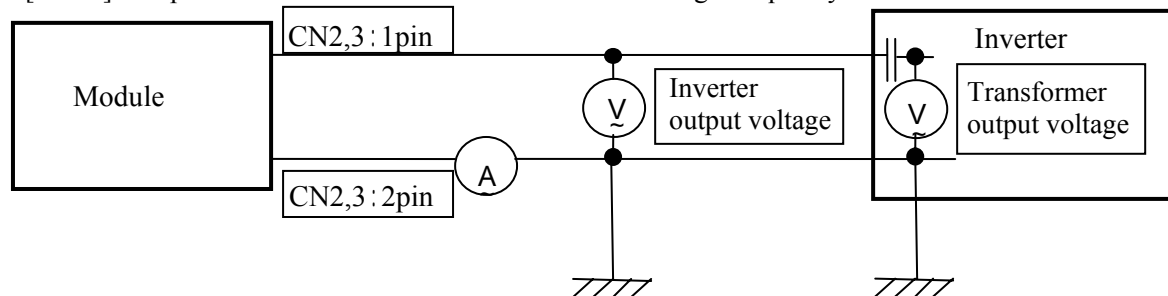 CN2,3 : 1pin
Inverter
Module
Inverter
output voltage
Transformer
output voltage
V
~
V
~
A
CN2,3 : 2pin